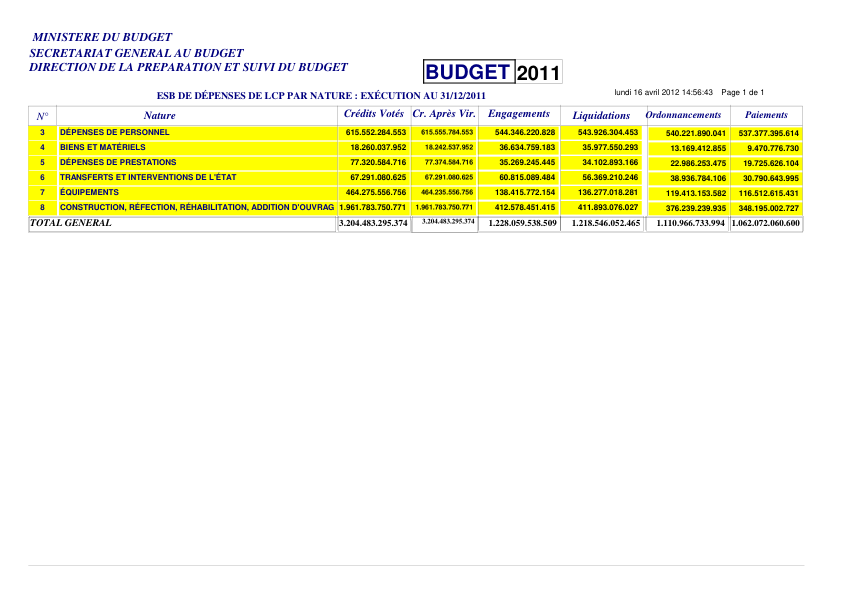 MINISTERE DU BUDGET
SECRETARIAT GENERAL AU BUDGET
DIRECTION DE LA PREPARATION ET SUIVI DU BUDGET
BUDGET 2011
ESB DE DÉPENSES DE LCP PAR NATURE : EXÉCUTION AU 31/12/2011
lundi 16 avril 2012 14:56:43 Page 1 de 1
N° Nature Crédits Votés Cr. Après Vir. Engagements Liquidations Ordonnancements Paiements
3 DÉPENSES DE PERSONNEL 615.552.284.553 615.555.784.553 544.346.220.828 543.926.304.453 540.221.890.041 537.377.395.614
4 BIENS ET MATÉRIELS 18.260.037.952 18.242.537.952 36.634.759.183 35.977.550.293 13.169.412.855 9.470.776.730
5 DÉPENSES DE PRESTATIONS 77.320.584.716 77.374.584.716 35.269.245.445 34.102.893.166 22.986.253.475 19.725.626.104
6 TRANSFERTS ET INTERVENTIONS DE L'ÉTAT 67.291.080.625 67.291.080.625 60.815.089.484 56.369.210.246 38.936.784.106 30.790.643.995
7 ÉQUIPEMENTS 464.275.556.756 464.235.556.756 138.415.772.154 136.277.018.281 119.413.153.582 116.512.615.431
8 CONSTRUCTION, RÉFECTION, RÉHABILITATION, ADDITION D'OUVRAG 1.961.783.750.771 1.961.783.750.771 412.578.451.415 411.893.076.027 376.239.239.935 348.195.002.727
TOTAL GENERAL 3.204.483.295.374 3.204.483.295.374 1.228.059.538.509 1.218.546.052.465 1.110.966.733.994 1.062.072.060.600